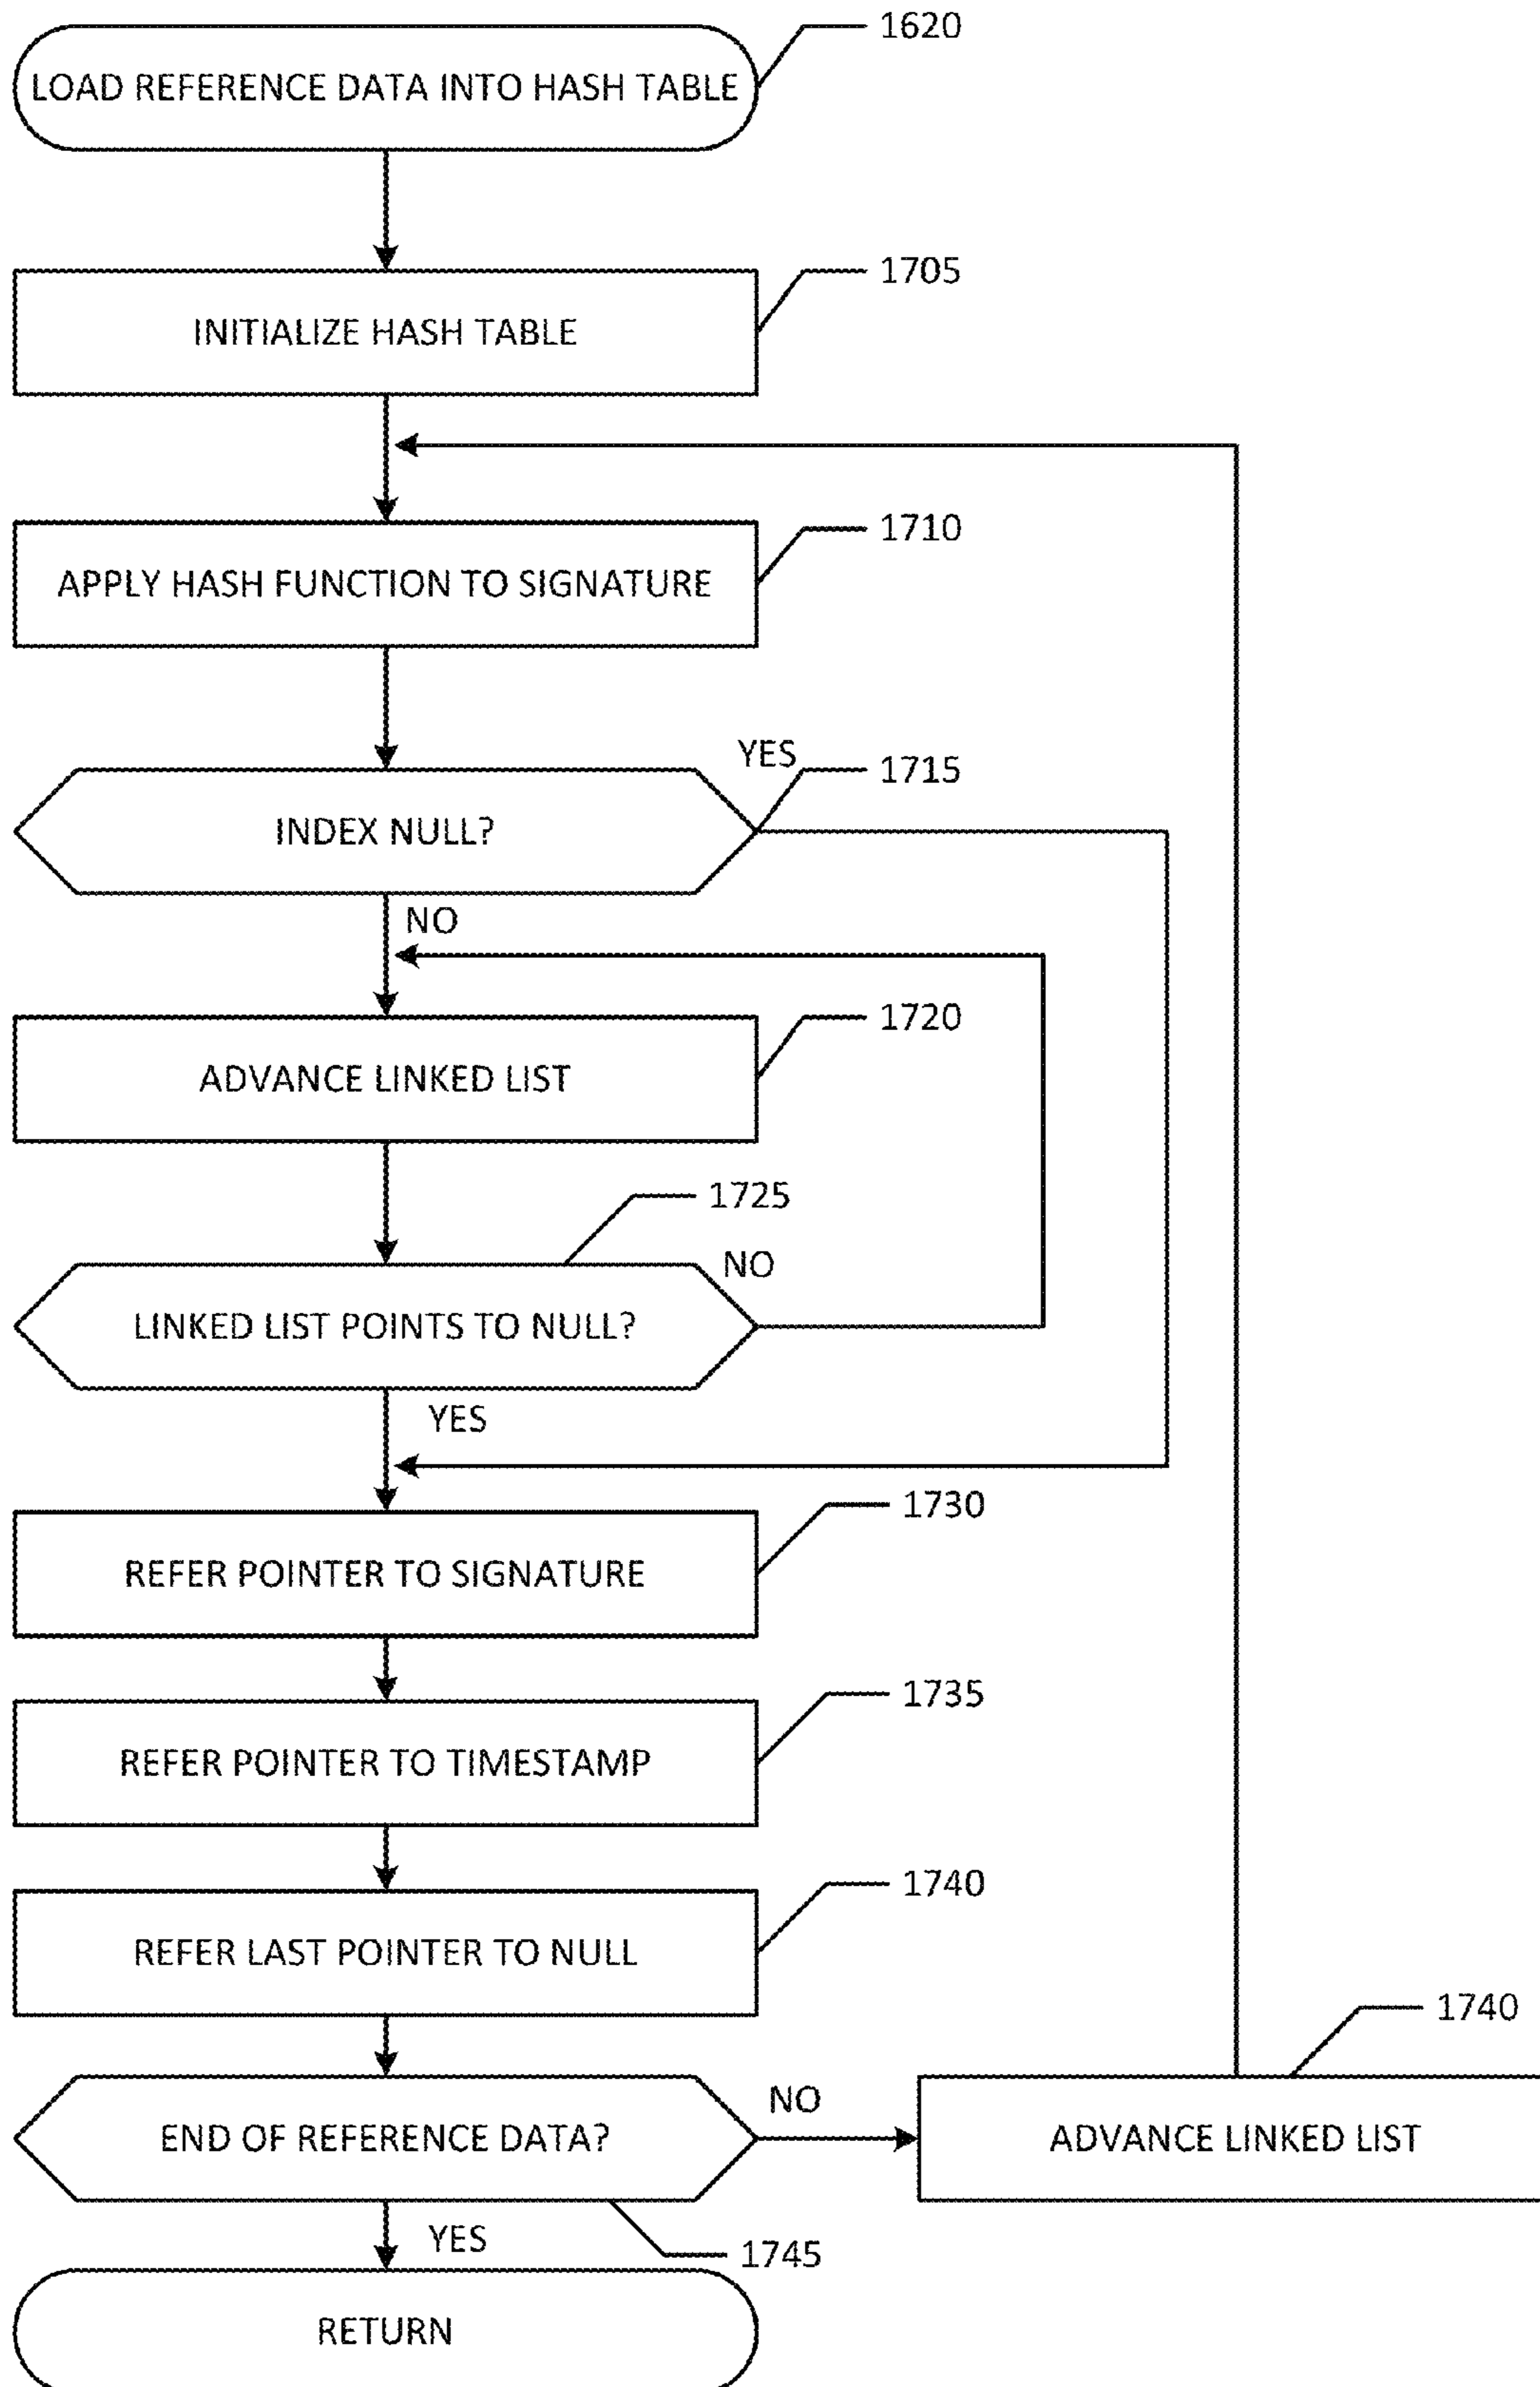 1620
LOAD REFERENCE DATA INTO HASH TABLE
1705
INITIALIZE HASH TABLE
1710
APPLY HASH FUNCTION TO SIGNATURE
YES
1715
INDEX NULL?
NO
1720
ADVANCE LINKED LIST
1725
NO
LINKED LIST POINTS TO NULL?
YES
1730
REFER POINTER TO SIGNATURE
1735
REFER POINTER TO TIMESTAMP
1740
REFER LAST POINTER TO NULL
1740
NO
END OF REFERENCE DATA?
ADVANCE LINKED LIST
YES
1745
RETURN